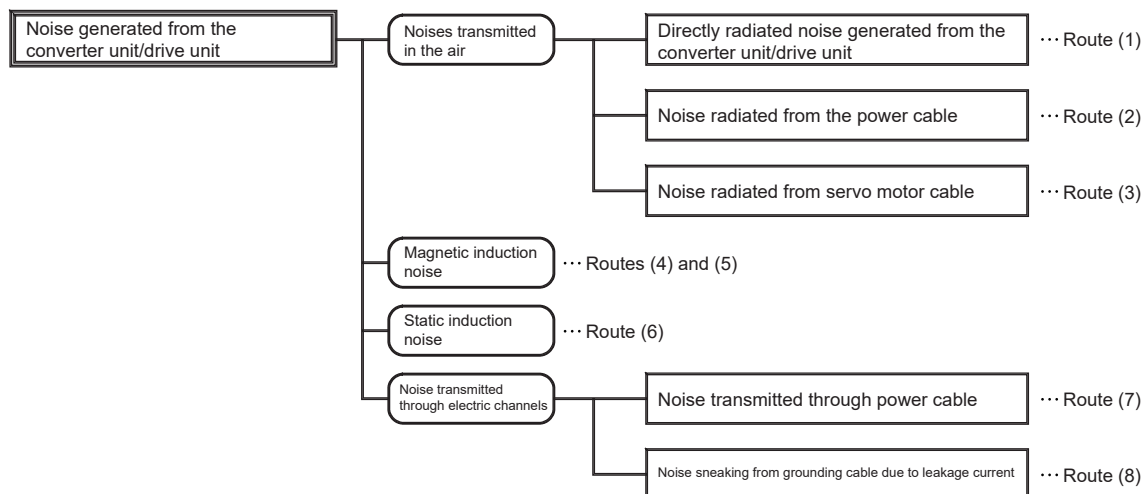 Noise generated from the
converter unit/drive unit
Noises transmitted
in the air
Directly radiated noise generated from the
converter unit/drive unit
··· Route (1)
Noise radiated from the power cable
··· Route (2)
Noise radiated from servo motor cable
··· Route (3)
Magnetic induction
noise
··· Routes (4) and (5)
Static induction
noise
··· Route (6)
Noise transmitted
through electric channels
Noise transmitted through power cable
··· Route (7)
Noise sneaking from grounding cable due to leakage current
··· Route (8)